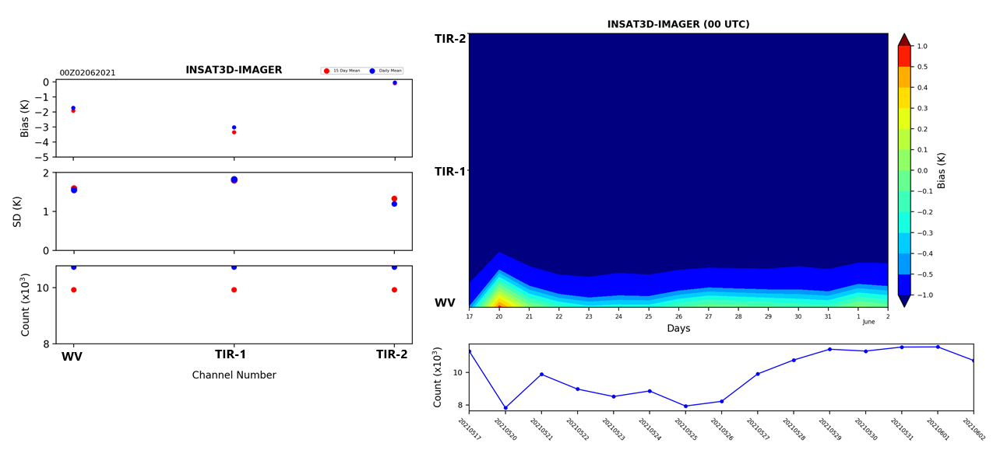 00Z02062021
INSAT3D-IMAGER
15 Day Mean
Daily Mean
0
−1
−2
−3
−4
−5
Bias (K)
2
1
0
SD (K)
10
8
Count (x10³)
WV
TIR-1
TIR-2
Channel Number
INSAT3D-IMAGER (00 UTC)
TIR-2
TIR-1
WV
17 20 21 22 23 24 25 26 27 28 29 30 31 1 2
June
Days
1.0
0.5
0.4
0.3
0.2
0.1
0.0
−0.1
−0.2
−0.3
−0.4
−0.5
−1.0
Bias (K)
10
8
Count (x10³)
20210517
20210520
20210521
20210522
20210523
20210524
20210525
20210526
20210527
20210528
20210529
20210530
20210531
20210601
20210602